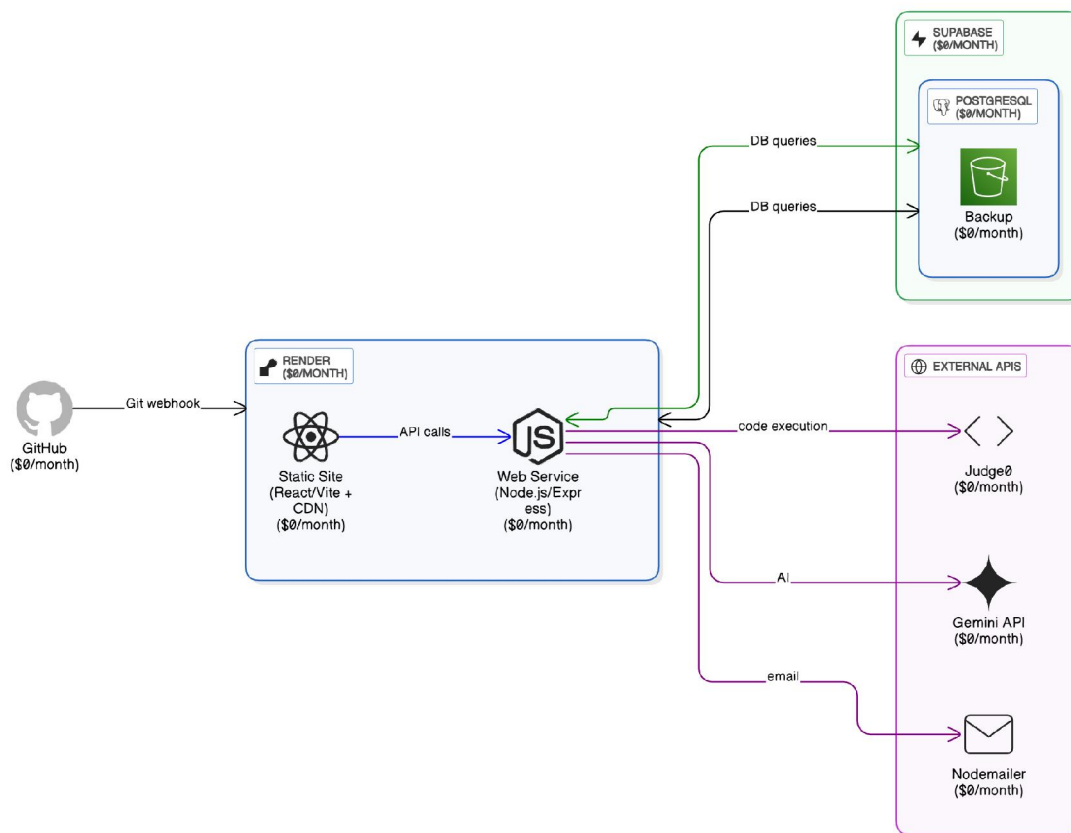 SUPABASE
($0/MONTH)
POSTGRESQL
($0/MONTH)
DB queries
DB queries
Backup
($0/month)
RENDER
($0/MONTH)
EXTERNAL APIS
Git webhook
GitHub
($0/month)
API calls
JS
code execution
Static Site
(React/Vite +
CDN)
($0/month)
Web Service
(Node.js/Expr
ess)
($0/month)
Judge0
($0/month)
AI
Gemini API
($0/month)
email
Nodemailer
($0/month)